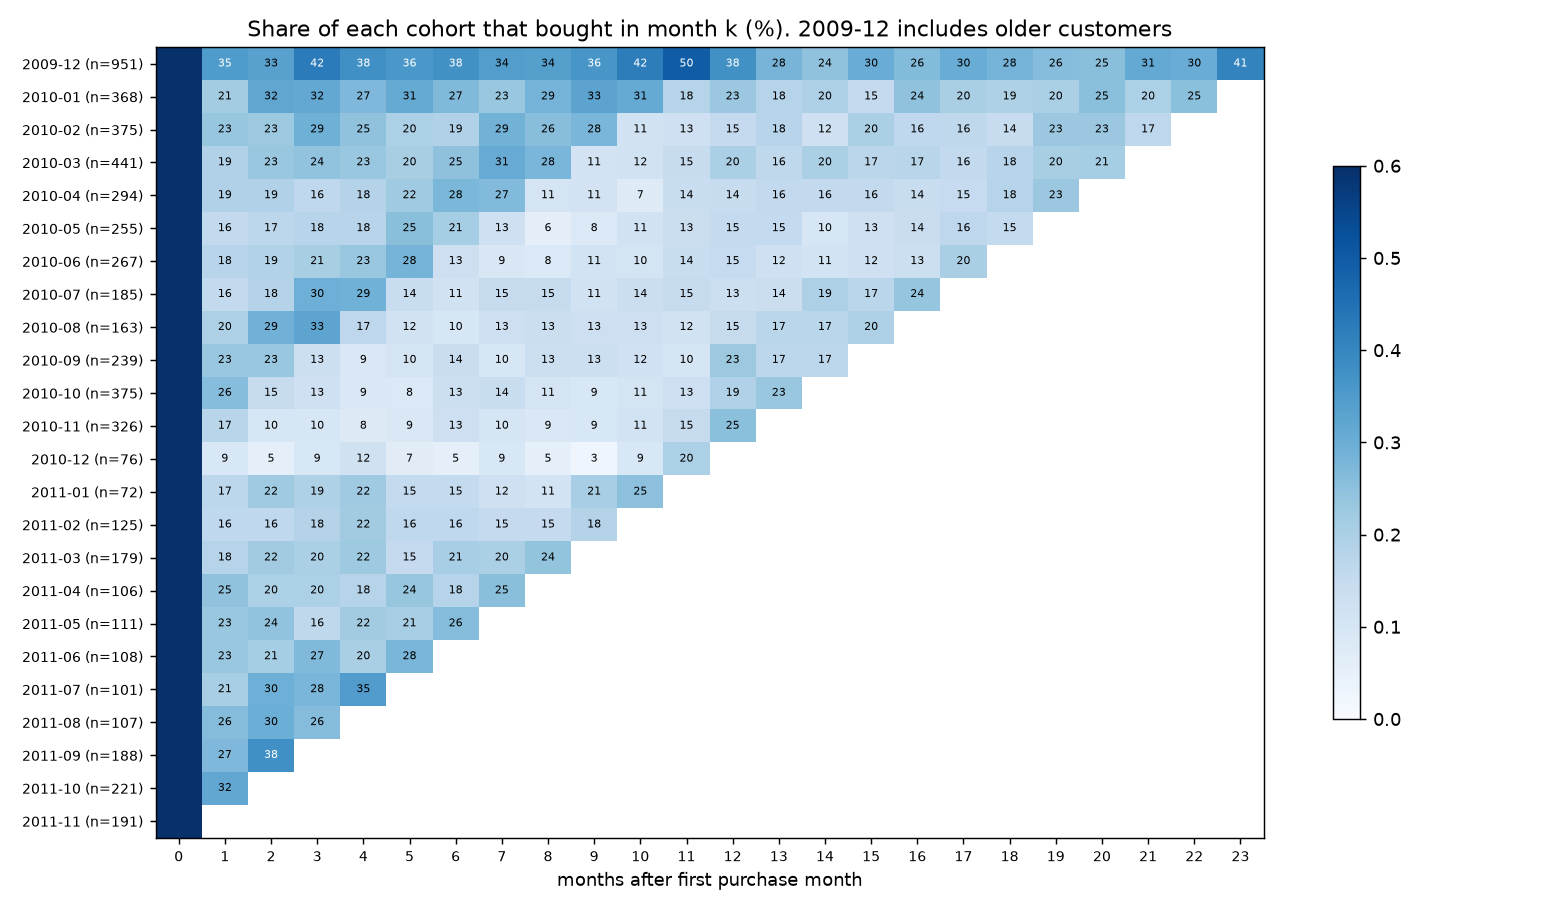 Share of each cohort that bought in month k (%). 2009-12 includes older customers
2009-12 (n=951) 35 33 42 38 36 38 34 34 36 42 50 38 28 24 30 26 30 28 26 25 31 30 41
2010-01 (n=368) 21 32 32 27 31 27 23 29 33 31 18 23 18 20 15 24 20 19 20 25 20 25
2010-02 (n=375) 23 23 29 25 20 19 29 26 28 11 13 15 18 12 20 16 16 14 23 23 17
2010-03 (n=441) 19 23 24 23 20 25 31 28 11 12 15 20 16 20 17 17 16 18 20 21
2010-04 (n=294) 19 19 16 18 22 28 27 11 11 7 14 14 16 16 16 14 15 18 23
2010-05 (n=255) 16 17 18 18 25 21 13 6 8 11 13 15 15 10 13 14 16 15
2010-06 (n=267) 18 19 21 23 28 13 9 8 11 10 14 15 12 11 12 13 20
2010-07 (n=185) 16 18 30 29 14 11 15 15 11 14 15 13 14 19 17 24
2010-08 (n=163) 20 29 33 17 12 10 13 13 13 13 12 15 17 17 20
2010-09 (n=239) 23 23 13 9 10 14 10 13 13 12 10 23 17 17
2010-10 (n=375) 26 15 13 9 8 13 14 11 9 11 13 19 23
2010-11 (n=326) 17 10 10 8 9 13 10 9 9 11 15 25
2010-12 (n=76) 9 5 9 12 7 5 9 5 3 9 20
2011-01 (n=72) 17 22 19 22 15 15 12 11 21 25
2011-02 (n=125) 16 16 18 22 16 16 15 15 18
2011-03 (n=179) 18 22 20 22 15 21 20 24
2011-04 (n=106) 25 20 20 18 24 18 25
2011-05 (n=111) 23 24 16 22 21 26
2011-06 (n=108) 23 21 27 20 28
2011-07 (n=101) 21 30 28 35
2011-08 (n=107) 26 30 26
2011-09 (n=188) 27 38
2011-10 (n=221) 32
2011-11 (n=191)
0 1 2 3 4 5 6 7 8 9 10 11 12 13 14 15 16 17 18 19 20 21 22 23
months after first purchase month
0.6
0.5
0.4
0.3
0.2
0.1
0.0